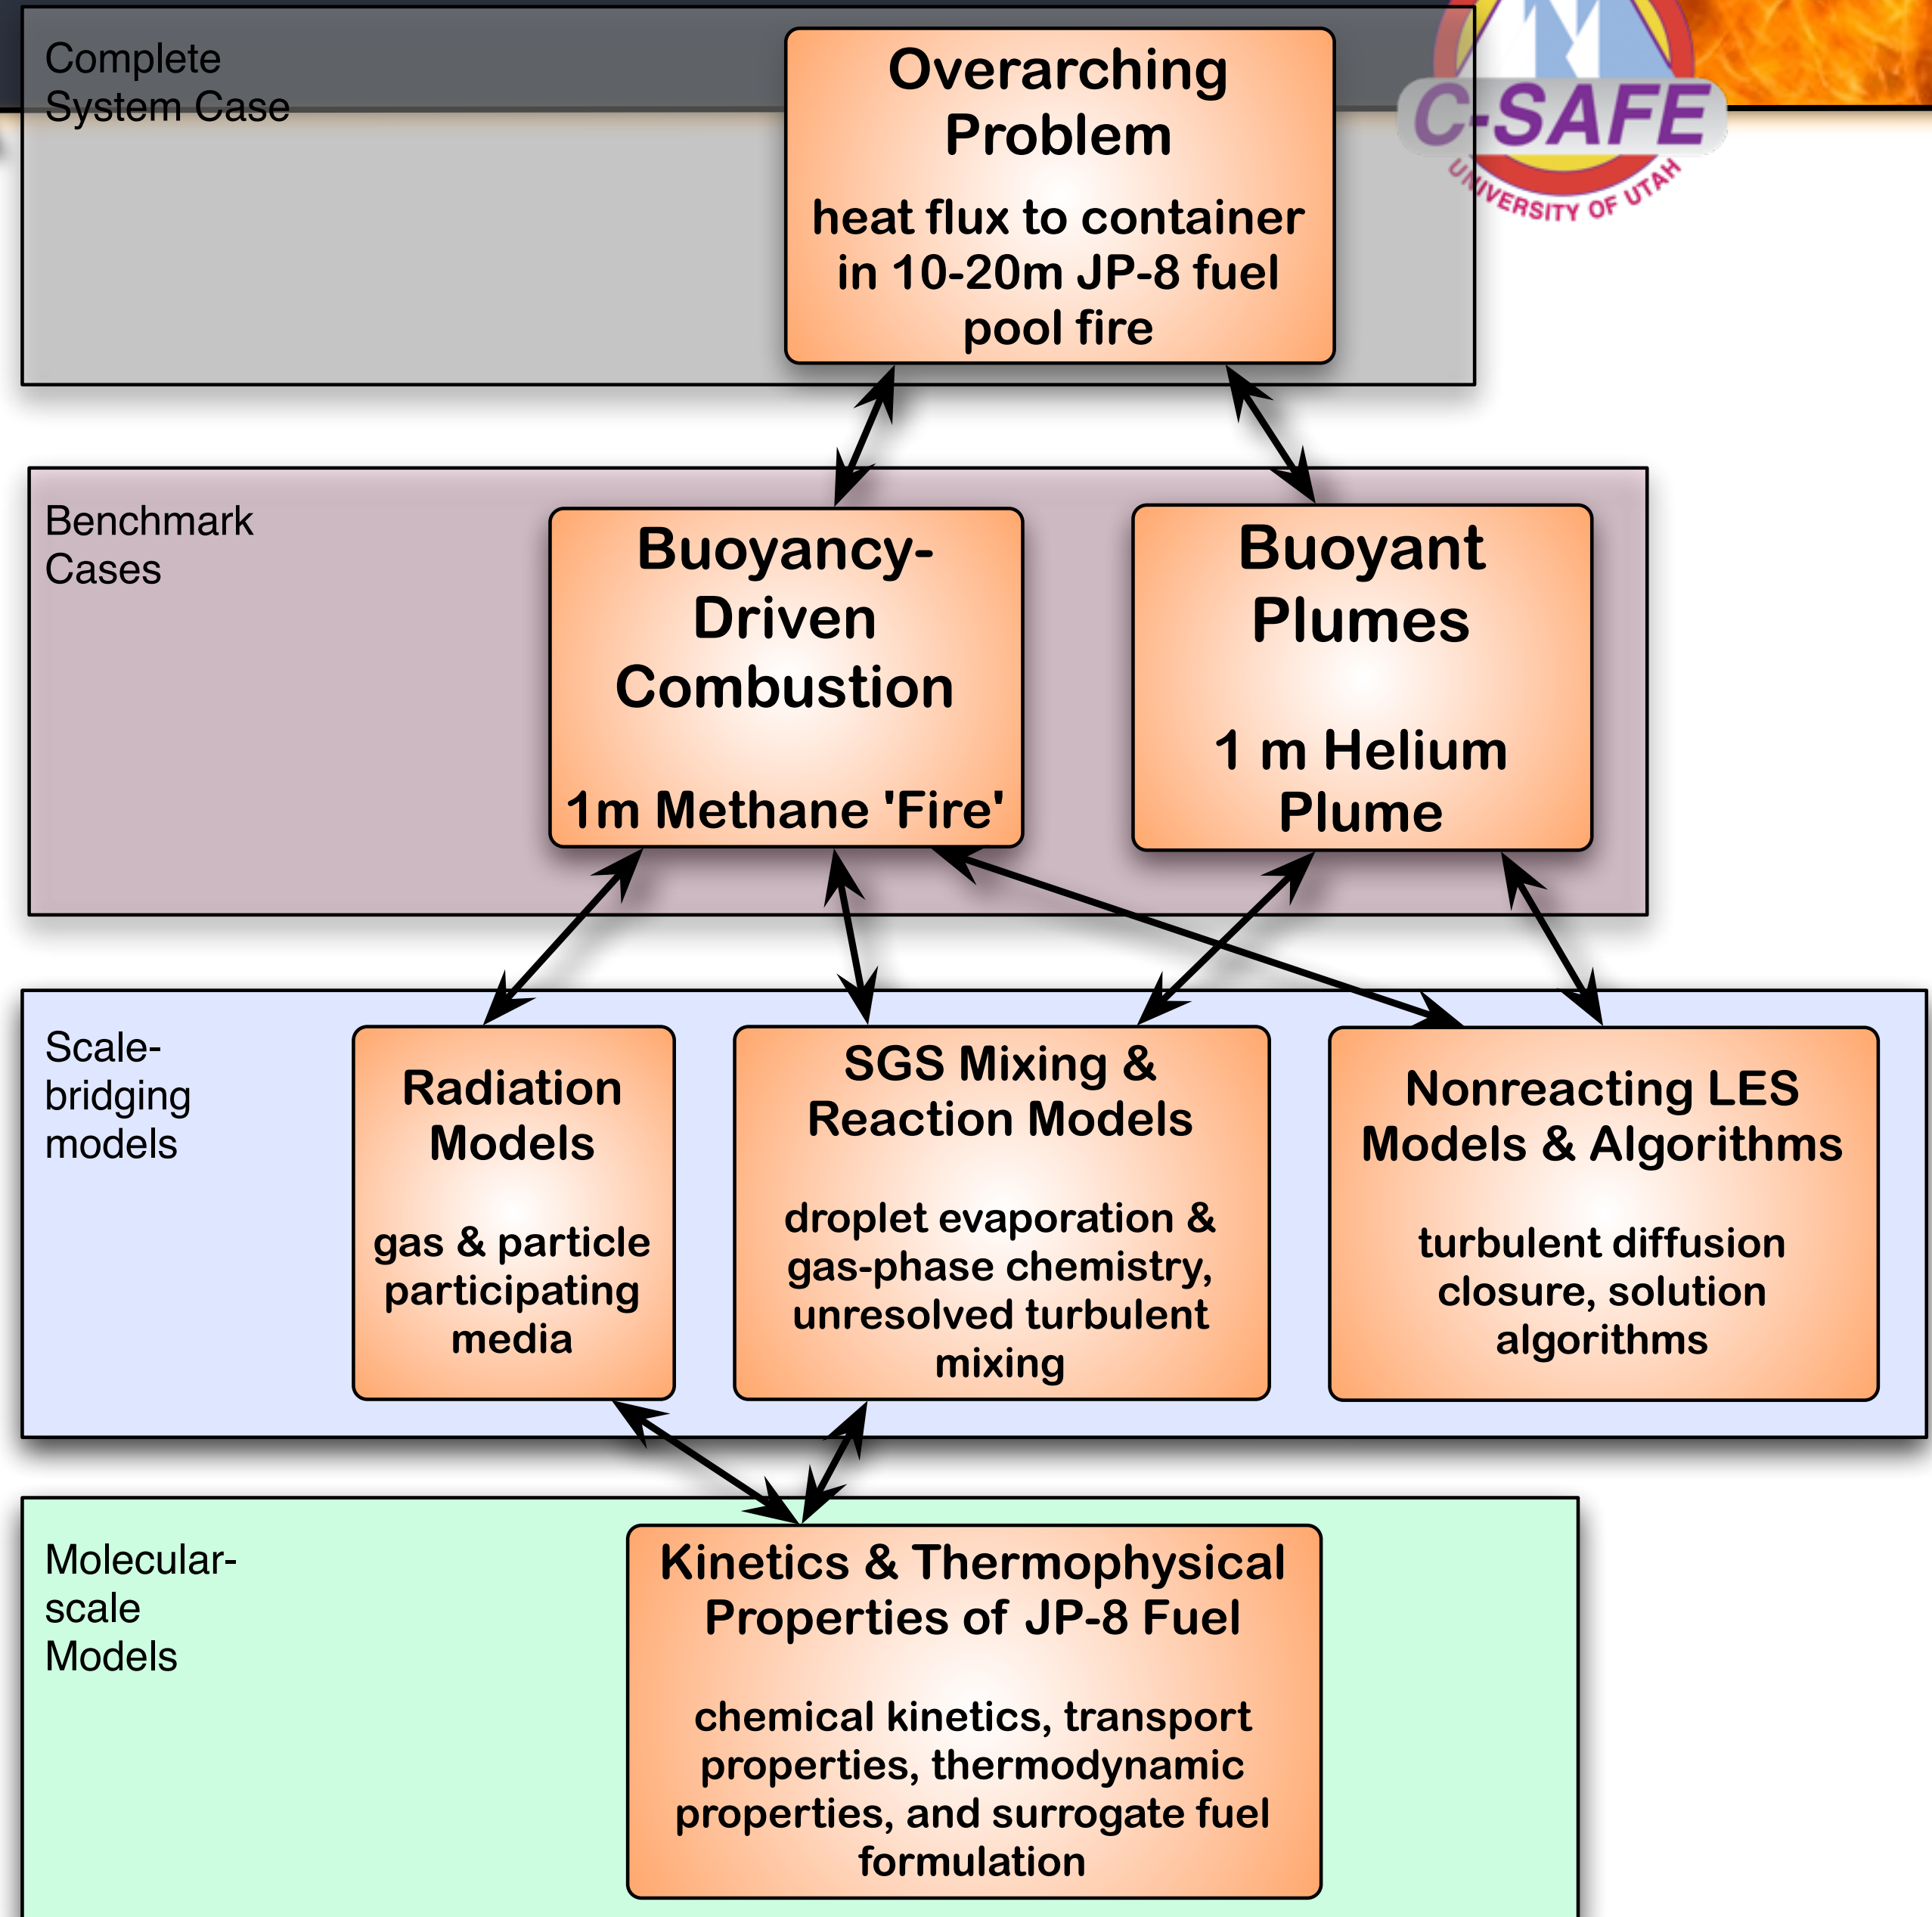 Complete
System Case
Overarching
Problem
heat flux to container
in 10-20m JP-8 fuel
pool fire
C-SAFE
UNIVERSITY OF UTAH
Benchmark
Cases
Buoyancy-
Driven
Combustion
1m Methane 'Fire'
Buoyant
Plumes
1 m Helium
Plume
Scale-
bridging
models
Radiation
Models
gas & particle
participating
media
SGS Mixing &
Reaction Models
droplet evaporation &
gas-phase chemistry,
unresolved turbulent
mixing
Nonreacting LES
Models & Algorithms
turbulent diffusion
closure, solution
algorithms
Molecular-
scale
Models
Kinetics & Thermophysical
Properties of JP-8 Fuel
chemical kinetics, transport
properties, thermodynamic
properties, and surrogate fuel
formulation